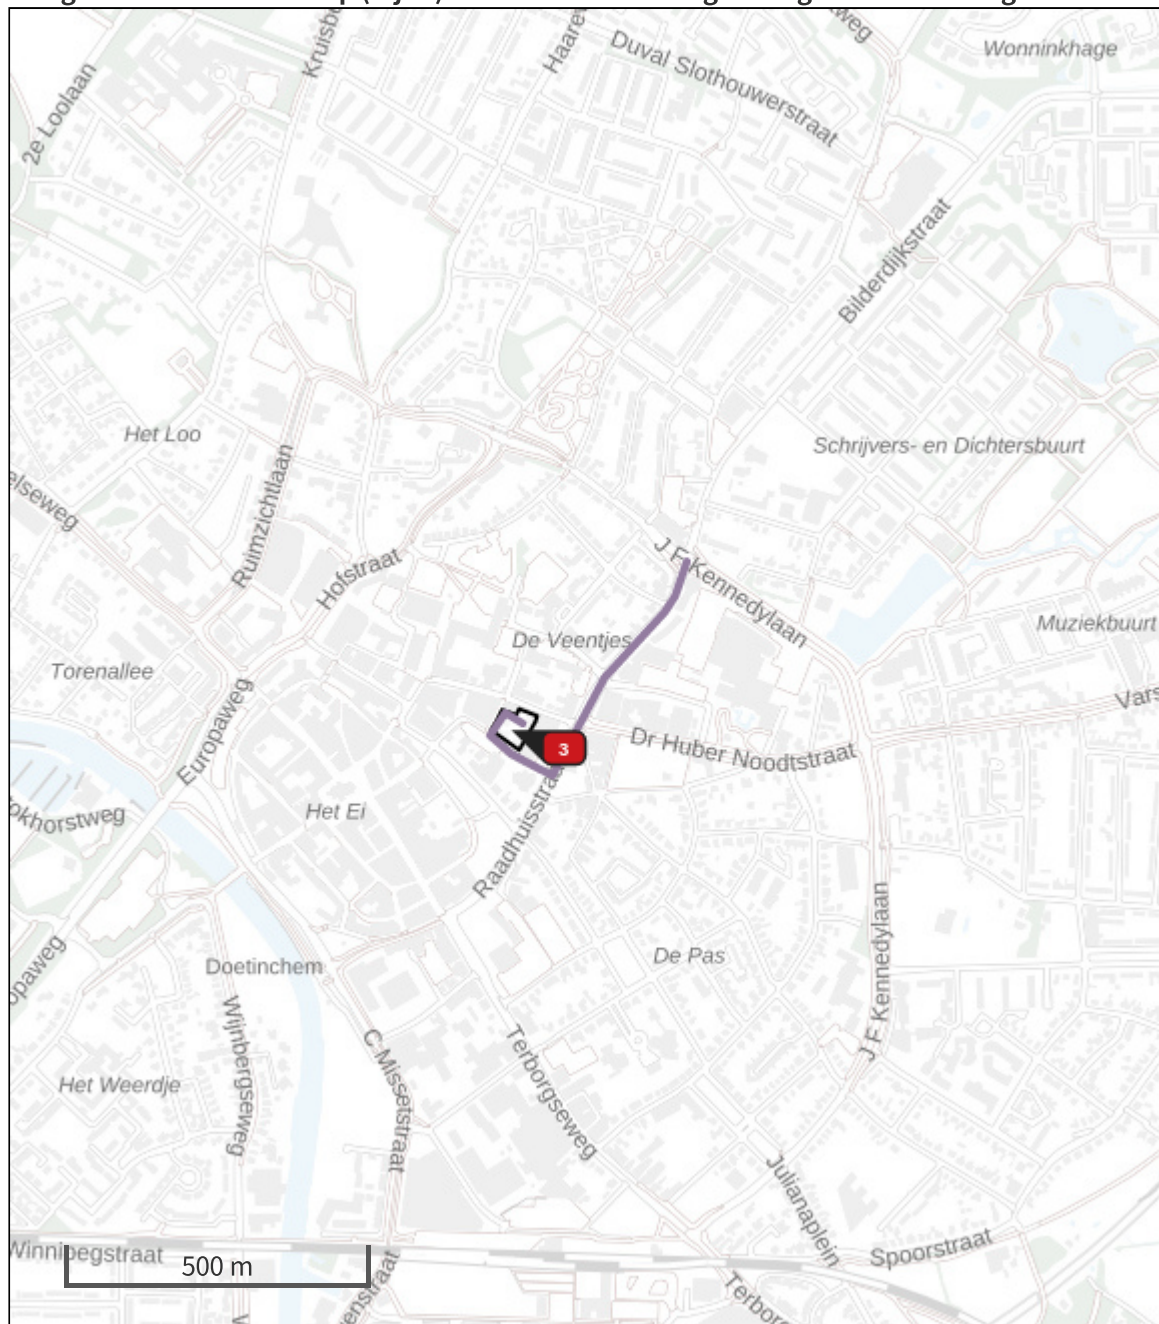 Wonninkhage
Duval Slothouwerstraat
2e Loolaan
Bilderdijkstraat
Het Loo
Schrijvers- en Dichtersbuurt
Ruimzichtlaan
Hofstraat
J F Kennedylaan
De Veentjes
Muziekbuurt
Torenallee
Europaweg
3
Dr Huber Noodtstraat
Het Ei
Raadhuisstraat
De Pas
Doetinchem
J F Kennedylaan
Wijnbergseweg
C Missetstraat
Terborgseweg
Het Weerdje
Julianaplein
Winnipegstraat
Spoorstraat
500 m